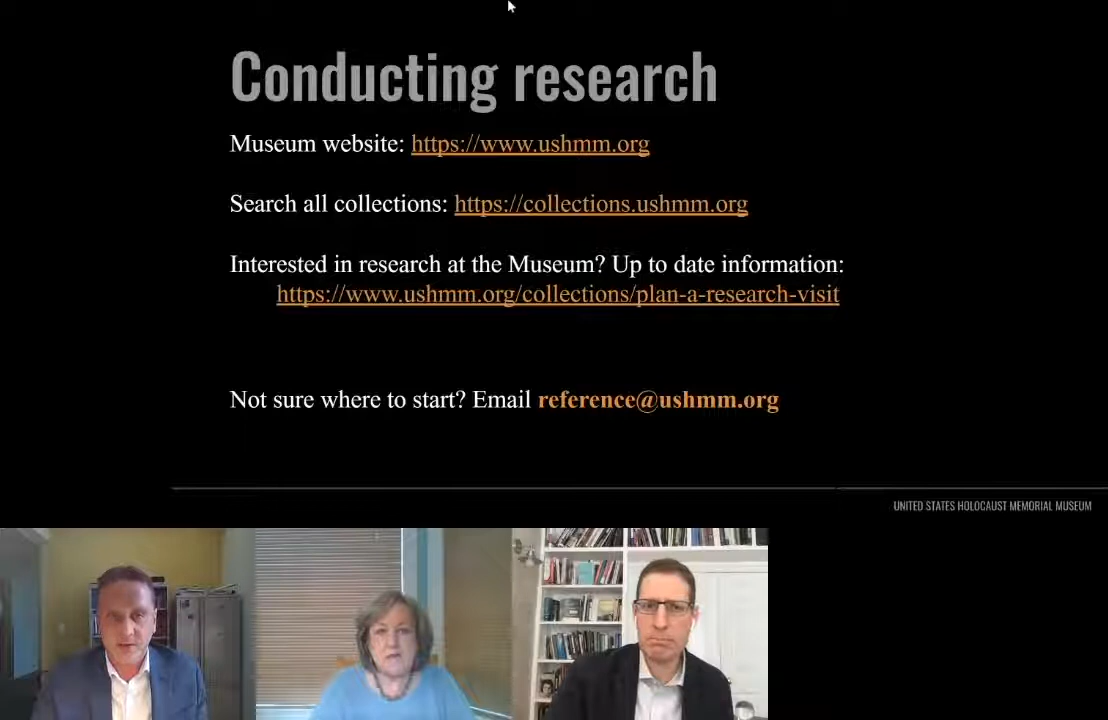 Conducting research
Museum website: https://www.ushmm.org
Search all collections: https://collections.ushmm.org
Interested in research at the Museum? Up to date information:
https://www.ushmm.org/collections/plan-a-research-visit
Not sure where to start? Email reference@ushmm.org
UNITED STATES HOLOCAUST MEMORIAL MUSEUM